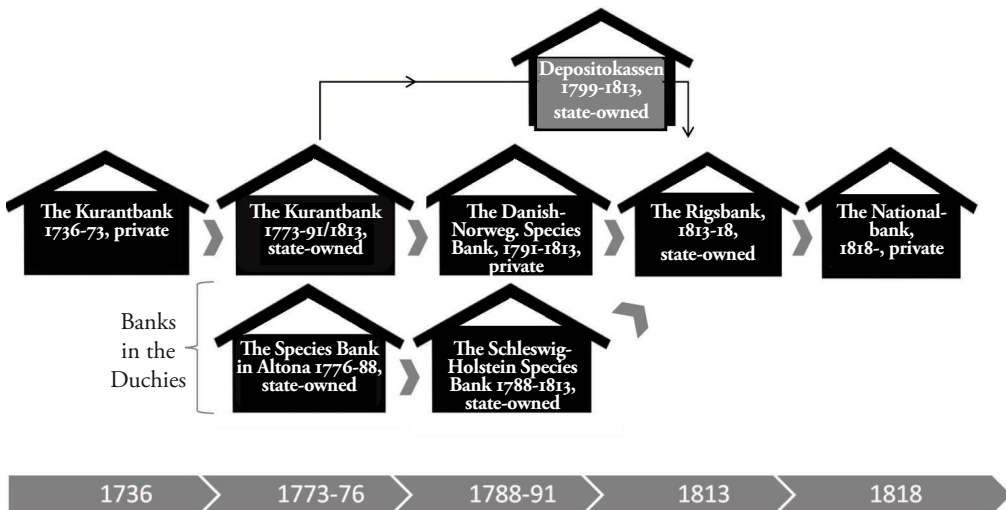 Depositokassen
1799-1813,
state-owned
The Kurantbank
1736-73, private
The Kurantbank
1773-91/1813,
state-owned
The Danish-
Norweg. Species
Bank, 1791-1813,
private
The Rigsbank,
1813-18,
state-owned
The National-
bank,
1818-, private
Banks
in the
Duchies
The Species Bank
in Altona 1776-88,
state-owned
The Schleswig-
Holstein Species
Bank 1788-1813,
state-owned
1736
1773-76
1788-91
1813
1818